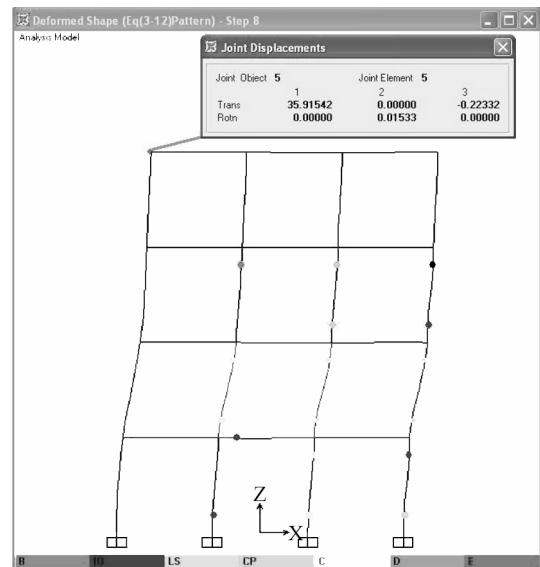 Deformed Shape (Eq(3-12)Pattern) - Step 8
Analysis Model
Joint Displacements
Joint Object 5 Joint Element 5
1 2 3
Trans 35.91542 0.00000 -0.22332
Rotn 0.00000 0.01533 0.00000
Z
X
B IO LS CP C D E